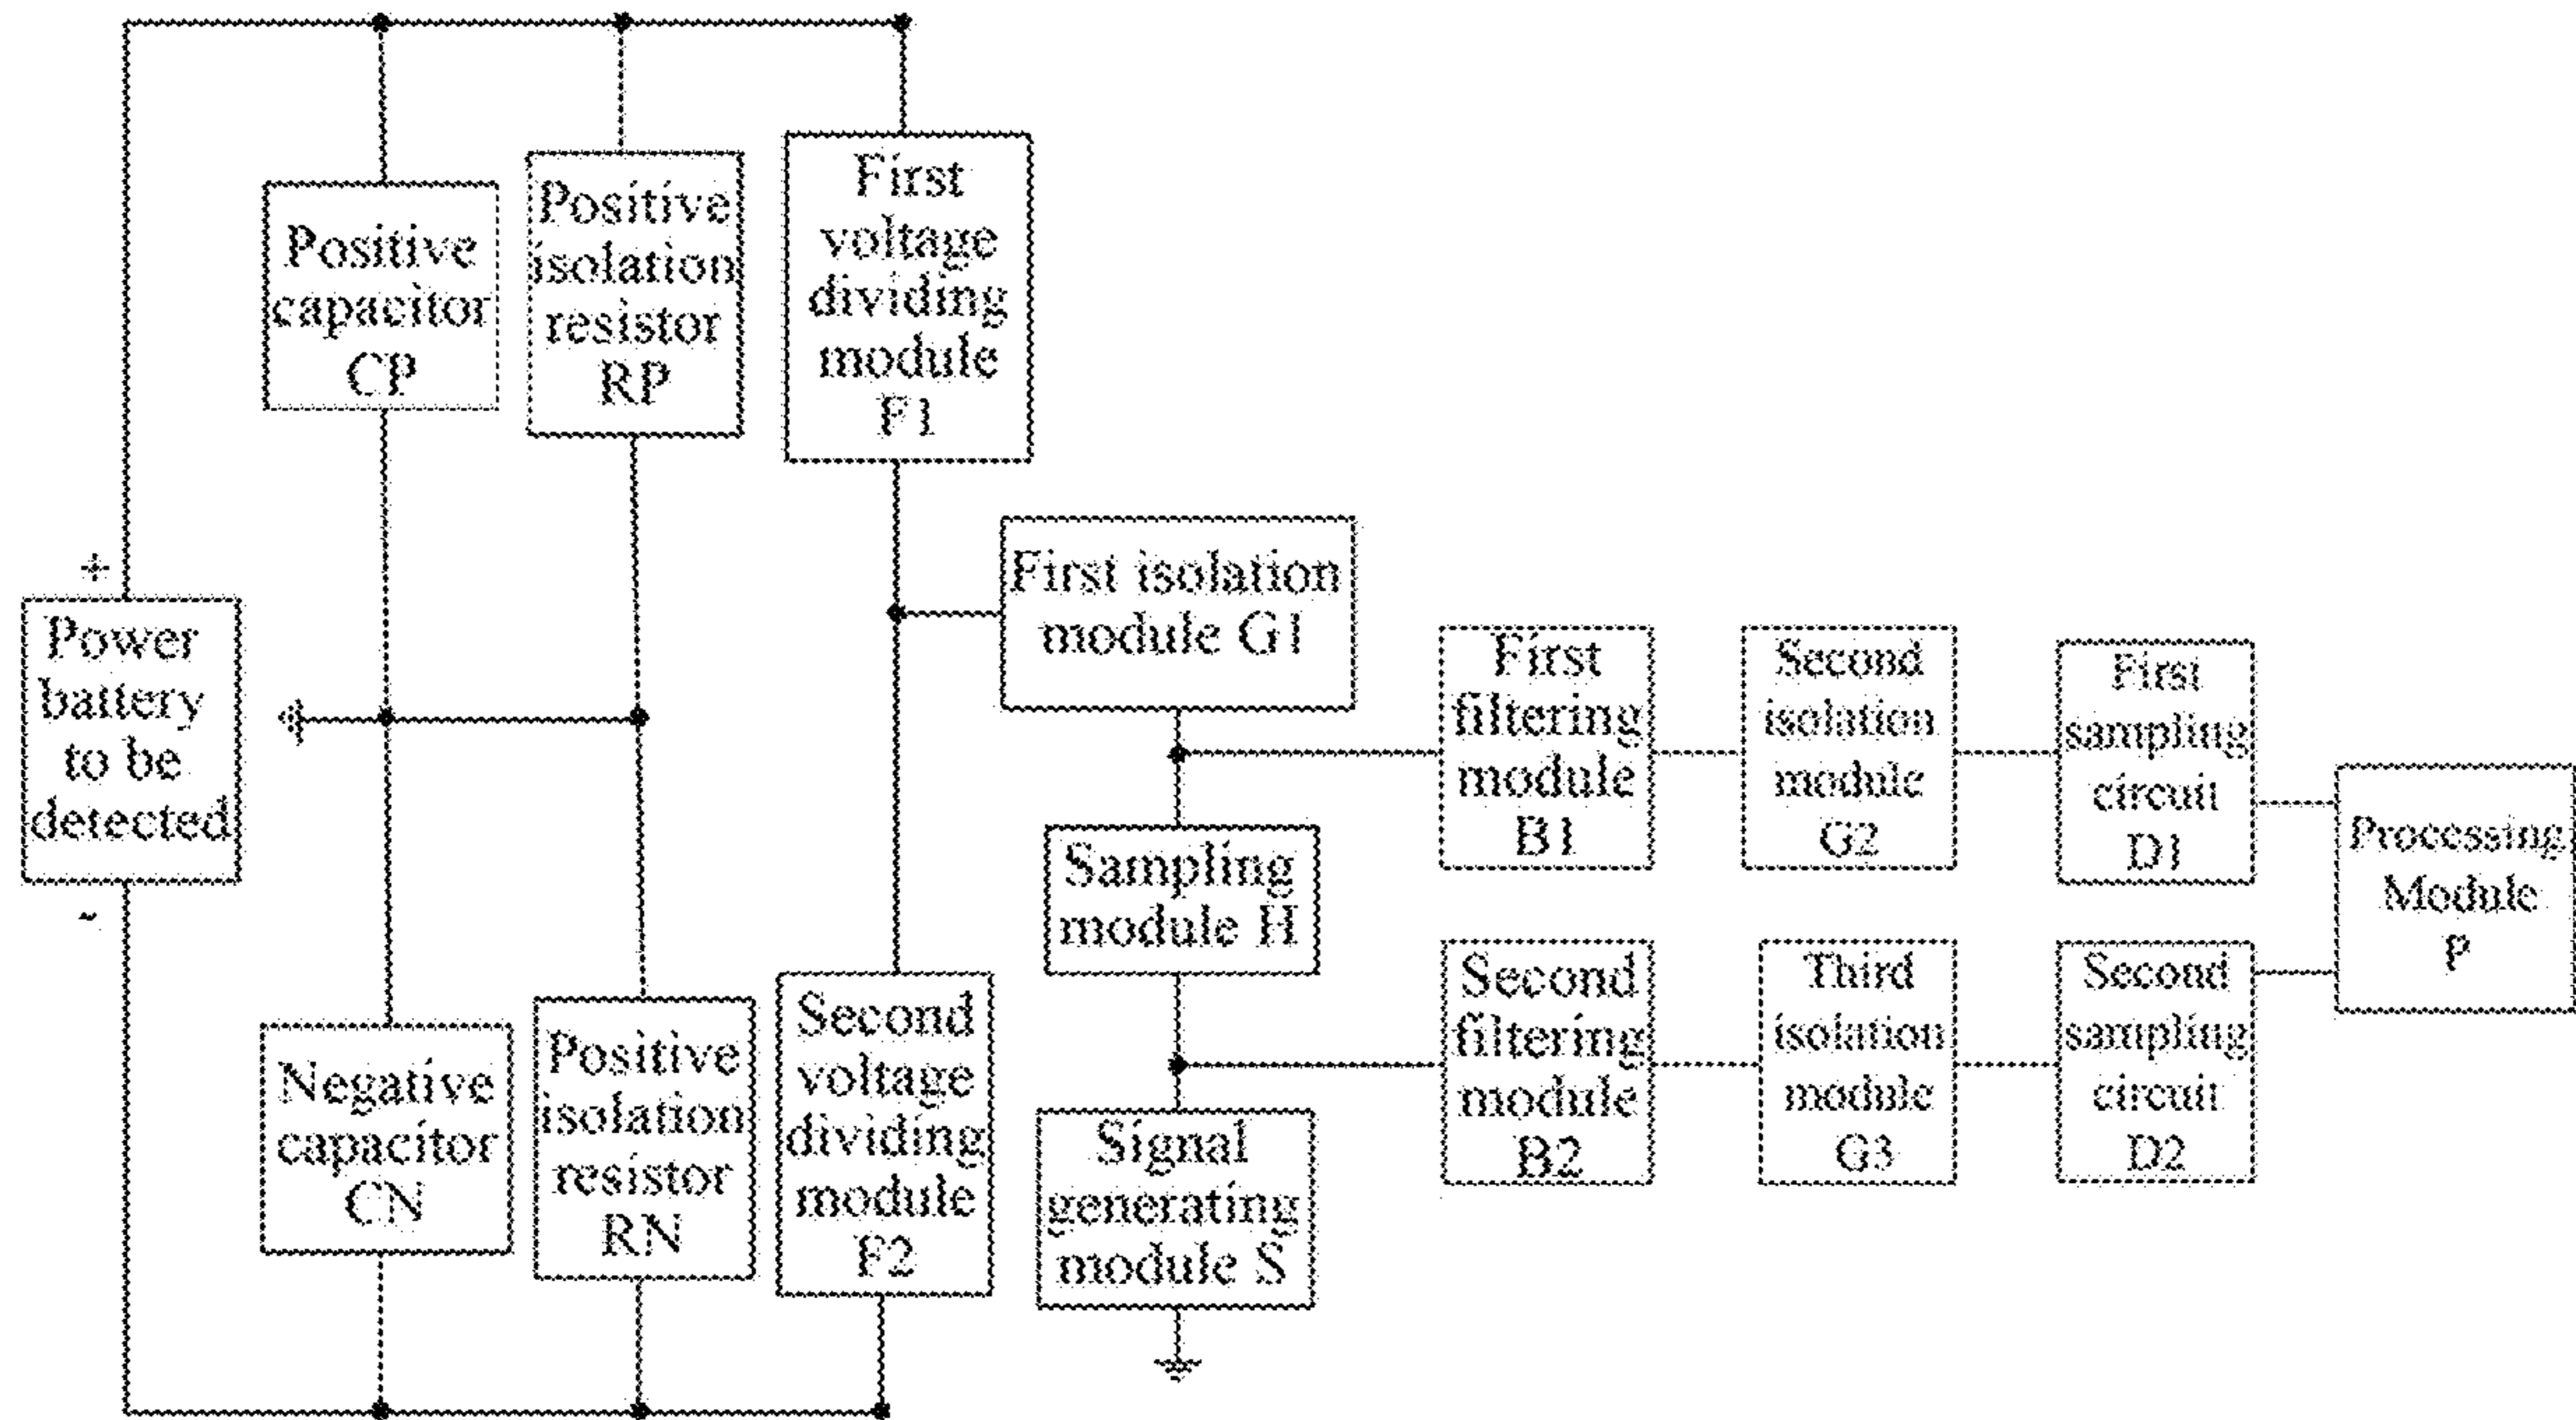 +
Power
battery
to be
detected
-
Positive
capacitor
CP
Positive
isolation
resistor
RP
First
voltage
dividing
module
F1
Negative
capacitor
CN
Positive
isolation
resistor
RN
Second
voltage
dividing
module
F2
First isolation
module G1
Sampling
module H
Signal
generating
module S
First
filtering
module
B1
Second
isolation
module
G2
First
sampling
circuit
D1
Second
filtering
module
B2
Third
isolation
module
G3
Second
sampling
circuit
D2
Processing
Module
P